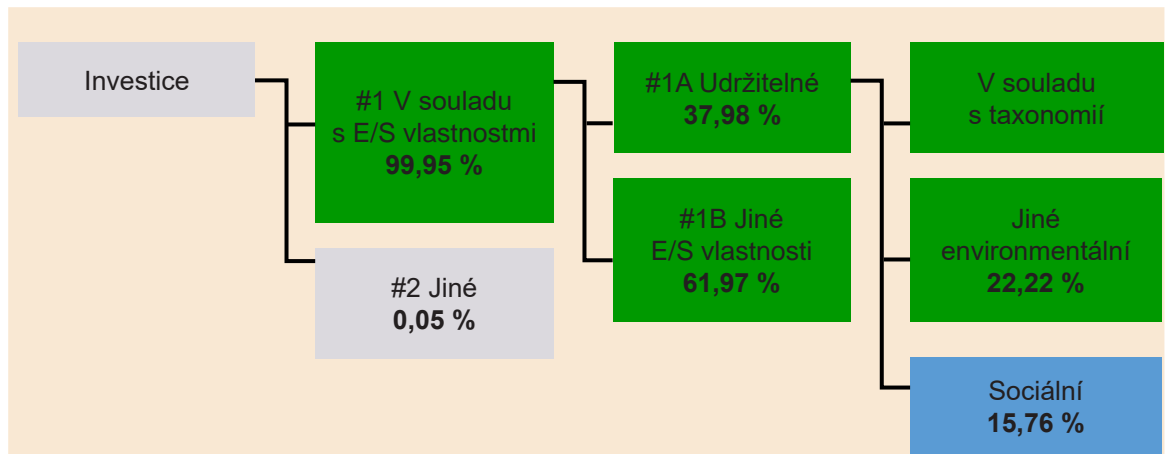 Investice
#1 V souladu
s E/S vlastnostmi
99,95 %
#2 Jiné
0,05 %
#1A Udržitelné
37,98 %
#1B Jiné
E/S vlastnosti
61,97 %
V souladu
s taxonomií
Jiné
environmentální
22,22 %
Sociální
15,76 %